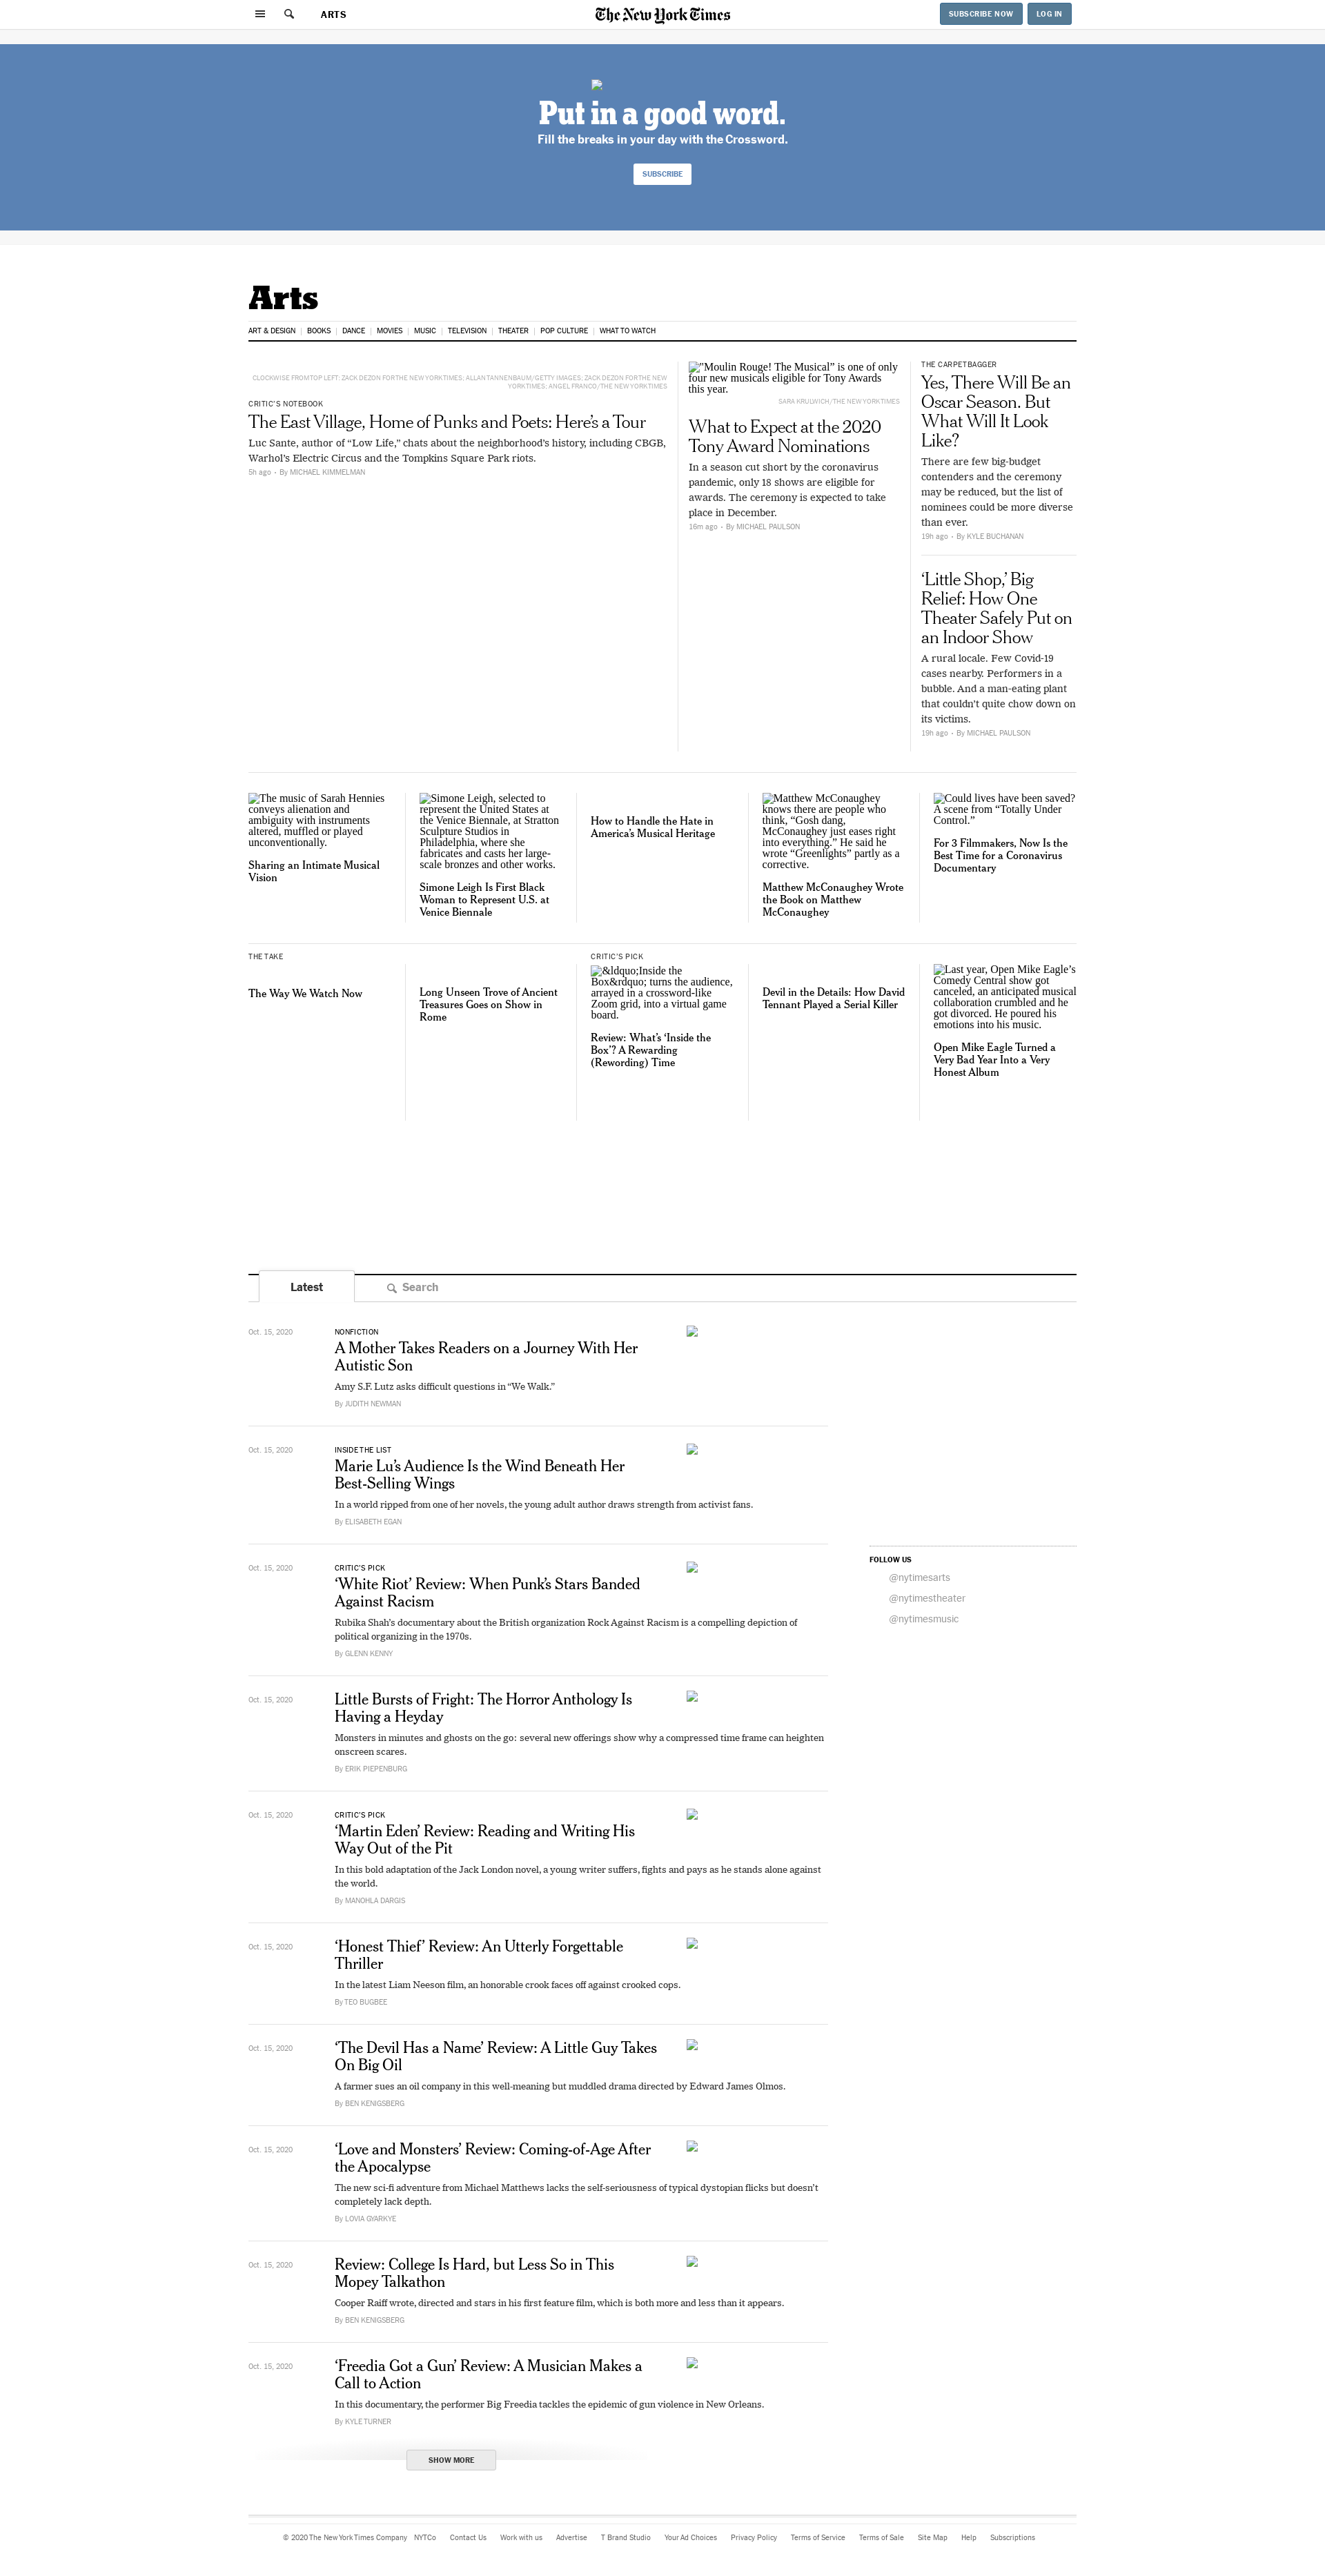 ARTS
The New York Times
SUBSCRIBE NOW
LOG IN
Put in a good word.
Fill the breaks in your day with the Crossword.
SUBSCRIBE
Arts
ART & DESIGN
BOOKS
DANCE
MOVIES
MUSIC
TELEVISION
THEATER
POP CULTURE
WHAT TO WATCH
CLOCKWISE FROM TOP LEFT: ZACK DEZON FOR THE NEW YORK TIMES; ALLAN TANNENBAUM/GETTY IMAGES; ZACK DEZON FOR THE NEW
YORK TIMES; ANGEL FRANCO/THE NEW YORK TIMES
CRITIC'S NOTEBOOK
The East Village, Home of Punks and Poets: Here’s a Tour
Luc Sante, author of “Low Life,” chats about the neighborhood’s history, including CBGB,
Warhol’s Electric Circus and the Tompkins Square Park riots.
5h ago • By MICHAEL KIMMELMAN
"Moulin Rouge! The Musical” is one of only
four new musicals eligible for Tony Awards
this year.
SARA KRULWICH/THE NEW YORK TIMES
What to Expect at the 2020
Tony Award Nominations
In a season cut short by the coronavirus
pandemic, only 18 shows are eligible for
awards. The ceremony is expected to take
place in December.
16m ago • By MICHAEL PAULSON
THE CARPETBAGGER
Yes, There Will Be an
Oscar Season. But
What Will It Look
Like?
There are few big-budget
contenders and the ceremony
may be reduced, but the list of
nominees could be more diverse
than ever.
19h ago • By KYLE BUCHANAN
‘Little Shop,’ Big
Relief: How One
Theater Safely Put on
an Indoor Show
A rural locale. Few Covid-19
cases nearby. Performers in a
bubble. And a man-eating plant
that couldn’t quite chow down on
its victims.
19h ago • By MICHAEL PAULSON
The music of Sarah Hennies
conveys alienation and
ambiguity with instruments
altered, muffled or played
unconventionally.
Sharing an Intimate Musical
Vision
Simone Leigh, selected to
represent the United States at
the Venice Biennale, at Stratton
Sculpture Studios in
Philadelphia, where she
fabricates and casts her large-
scale bronzes and other works.
Simone Leigh Is First Black
Woman to Represent U.S. at
Venice Biennale
How to Handle the Hate in
America’s Musical Heritage
Matthew McConaughey
knows there are people who
think, “Gosh dang,
McConaughey just eases right
into everything.” He said he
wrote “Greenlights” partly as a
corrective.
Matthew McConaughey Wrote
the Book on Matthew
McConaughey
Could lives have been saved?
A scene from “Totally Under
Control.”
For 3 Filmmakers, Now Is the
Best Time for a Coronavirus
Documentary
THE TAKE
The Way We Watch Now
Long Unseen Trove of Ancient
Treasures Goes on Show in
Rome
CRITIC'S PICK
&ldquo;Inside the
Box&rdquo; turns the audience,
arrayed in a crossword-like
Zoom grid, into a virtual game
board.
Review: What’s ‘Inside the
Box’? A Rewarding
(Rewording) Time
Devil in the Details: How David
Tennant Played a Serial Killer
Last year, Open Mike Eagle’s
Comedy Central show got
canceled, an anticipated musical
collaboration crumbled and he
got divorced. He poured his
emotions into his music.
Open Mike Eagle Turned a
Very Bad Year Into a Very
Honest Album
Latest
Search
Oct. 15, 2020
NONFICTION
A Mother Takes Readers on a Journey With Her
Autistic Son
Amy S.F. Lutz asks difficult questions in “We Walk.”
By JUDITH NEWMAN
Oct. 15, 2020
INSIDE THE LIST
Marie Lu’s Audience Is the Wind Beneath Her
Best-Selling Wings
In a world ripped from one of her novels, the young adult author draws strength from activist fans.
By ELISABETH EGAN
FOLLOW US
@nytimesarts
@nytimestheater
@nytimesmusic
Oct. 15, 2020
CRITIC'S PICK
‘White Riot’ Review: When Punk’s Stars Banded
Against Racism
Rubika Shah’s documentary about the British organization Rock Against Racism is a compelling depiction of
political organizing in the 1970s.
By GLENN KENNY
Oct. 15, 2020
Little Bursts of Fright: The Horror Anthology Is
Having a Heyday
Monsters in minutes and ghosts on the go: several new offerings show why a compressed time frame can heighten
onscreen scares.
By ERIK PIEPENBURG
Oct. 15, 2020
CRITIC'S PICK
‘Martin Eden’ Review: Reading and Writing His
Way Out of the Pit
In this bold adaptation of the Jack London novel, a young writer suffers, fights and pays as he stands alone against
the world.
By MANOHLA DARGIS
Oct. 15, 2020
‘Honest Thief’ Review: An Utterly Forgettable
Thriller
In the latest Liam Neeson film, an honorable crook faces off against crooked cops.
By TEO BUGBEE
Oct. 15, 2020
‘The Devil Has a Name’ Review: A Little Guy Takes
On Big Oil
A farmer sues an oil company in this well-meaning but muddled drama directed by Edward James Olmos.
By BEN KENIGSBERG
Oct. 15, 2020
‘Love and Monsters’ Review: Coming-of-Age After
the Apocalypse
The new sci-fi adventure from Michael Matthews lacks the self-seriousness of typical dystopian flicks but doesn’t
completely lack depth.
By LOVIA GYARKYE
Oct. 15, 2020
Review: College Is Hard, but Less So in This
Mopey Talkathon
Cooper Raiff wrote, directed and stars in his first feature film, which is both more and less than it appears.
By BEN KENIGSBERG
Oct. 15, 2020
‘Freedia Got a Gun’ Review: A Musician Makes a
Call to Action
In this documentary, the performer Big Freedia tackles the epidemic of gun violence in New Orleans.
By KYLE TURNER
SHOW MORE
© 2020 The New York Times Company
NYTCo
Contact Us
Work with us
Advertise
T Brand Studio
Your Ad Choices
Privacy Policy
Terms of Service
Terms of Sale
Site Map
Help
Subscriptions